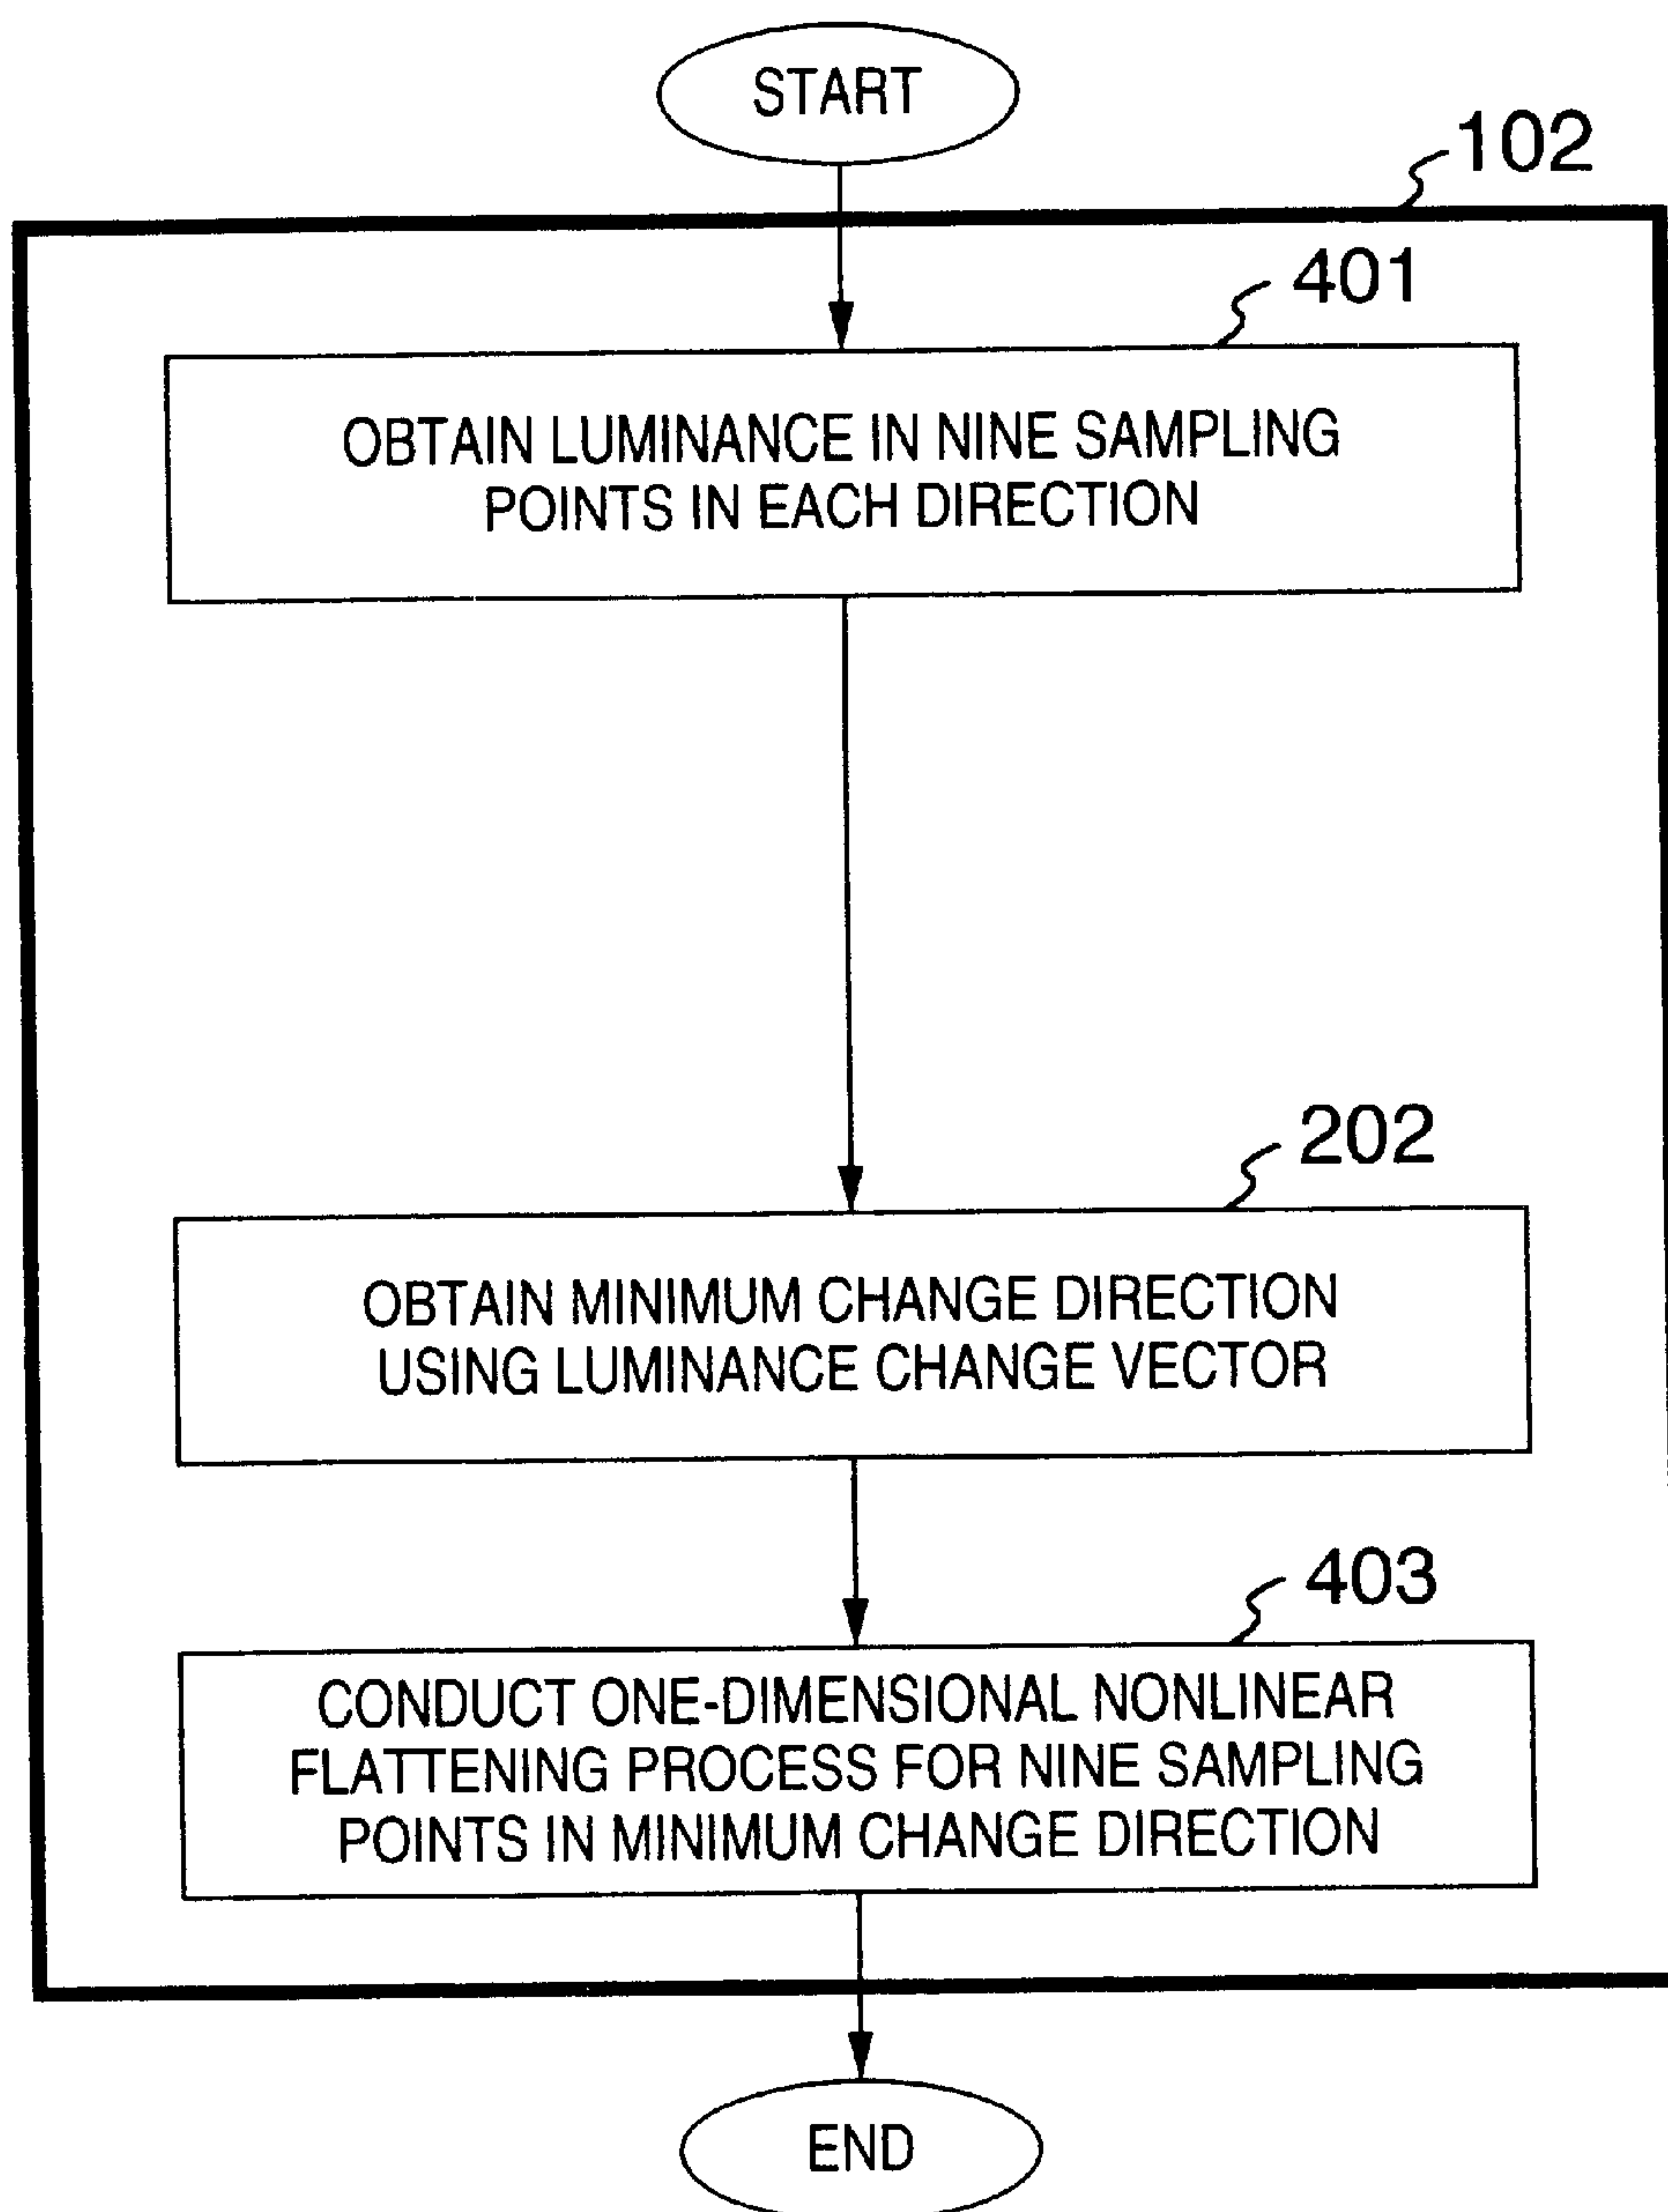 START
102
401
OBTAIN LUMINANCE IN NINE SAMPLING
POINTS IN EACH DIRECTION
202
OBTAIN MINIMUM CHANGE DIRECTION
USING LUMINANCE CHANGE VECTOR
403
CONDUCT ONE-DIMENSIONAL NONLINEAR
FLATTENING PROCESS FOR NINE SAMPLING
POINTS IN MINIMUM CHANGE DIRECTION
END